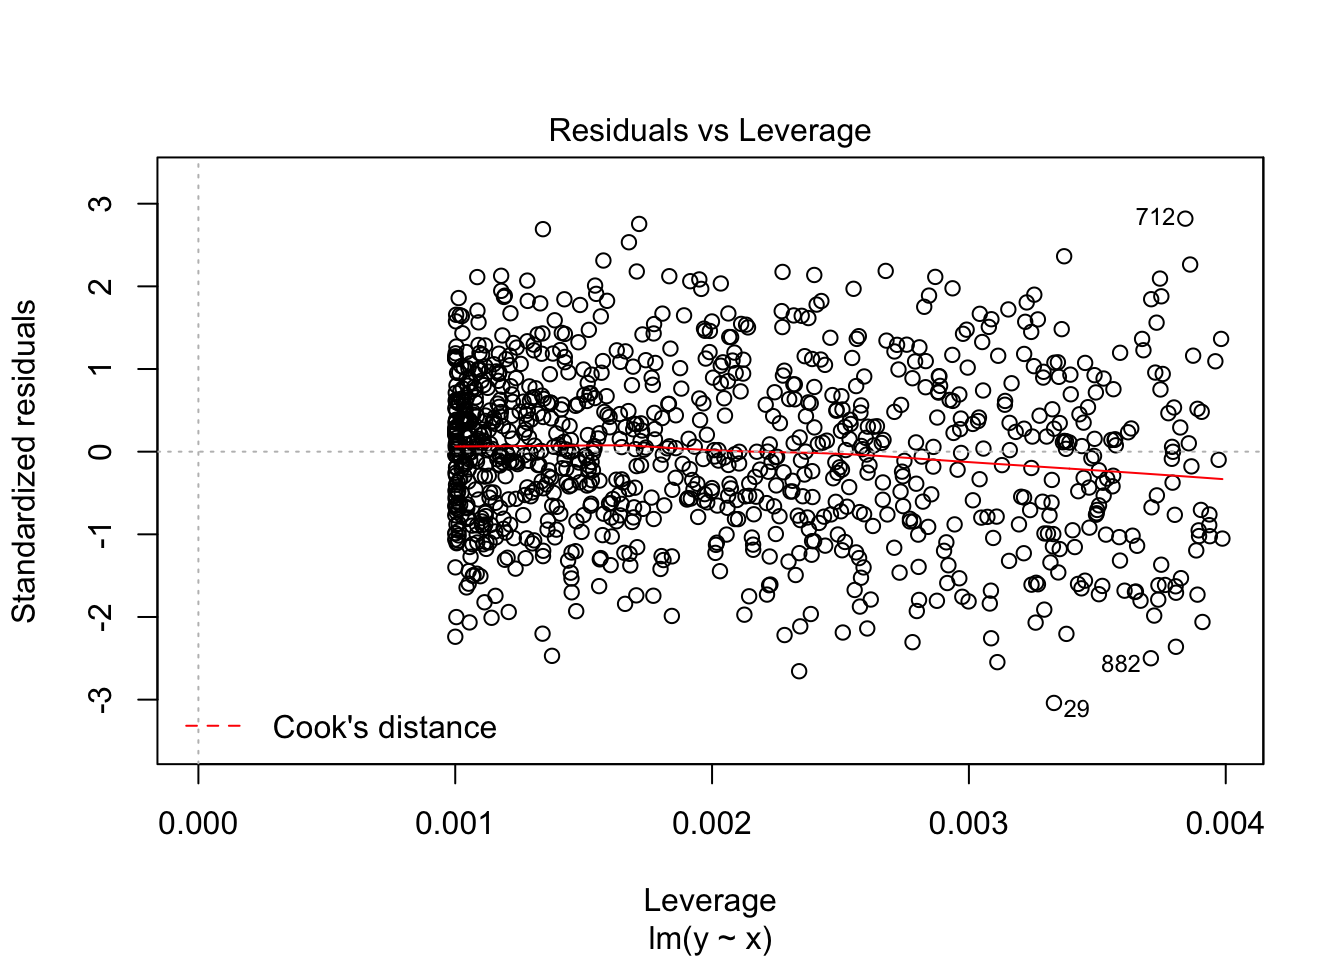 Residuals vs Leverage
Standardized residuals
3
2
1
0
-1
-2
-3
712
882
29
Cook's distance
0.000 0.001 0.002 0.003 0.004
Leverage
lm(y ~ x)